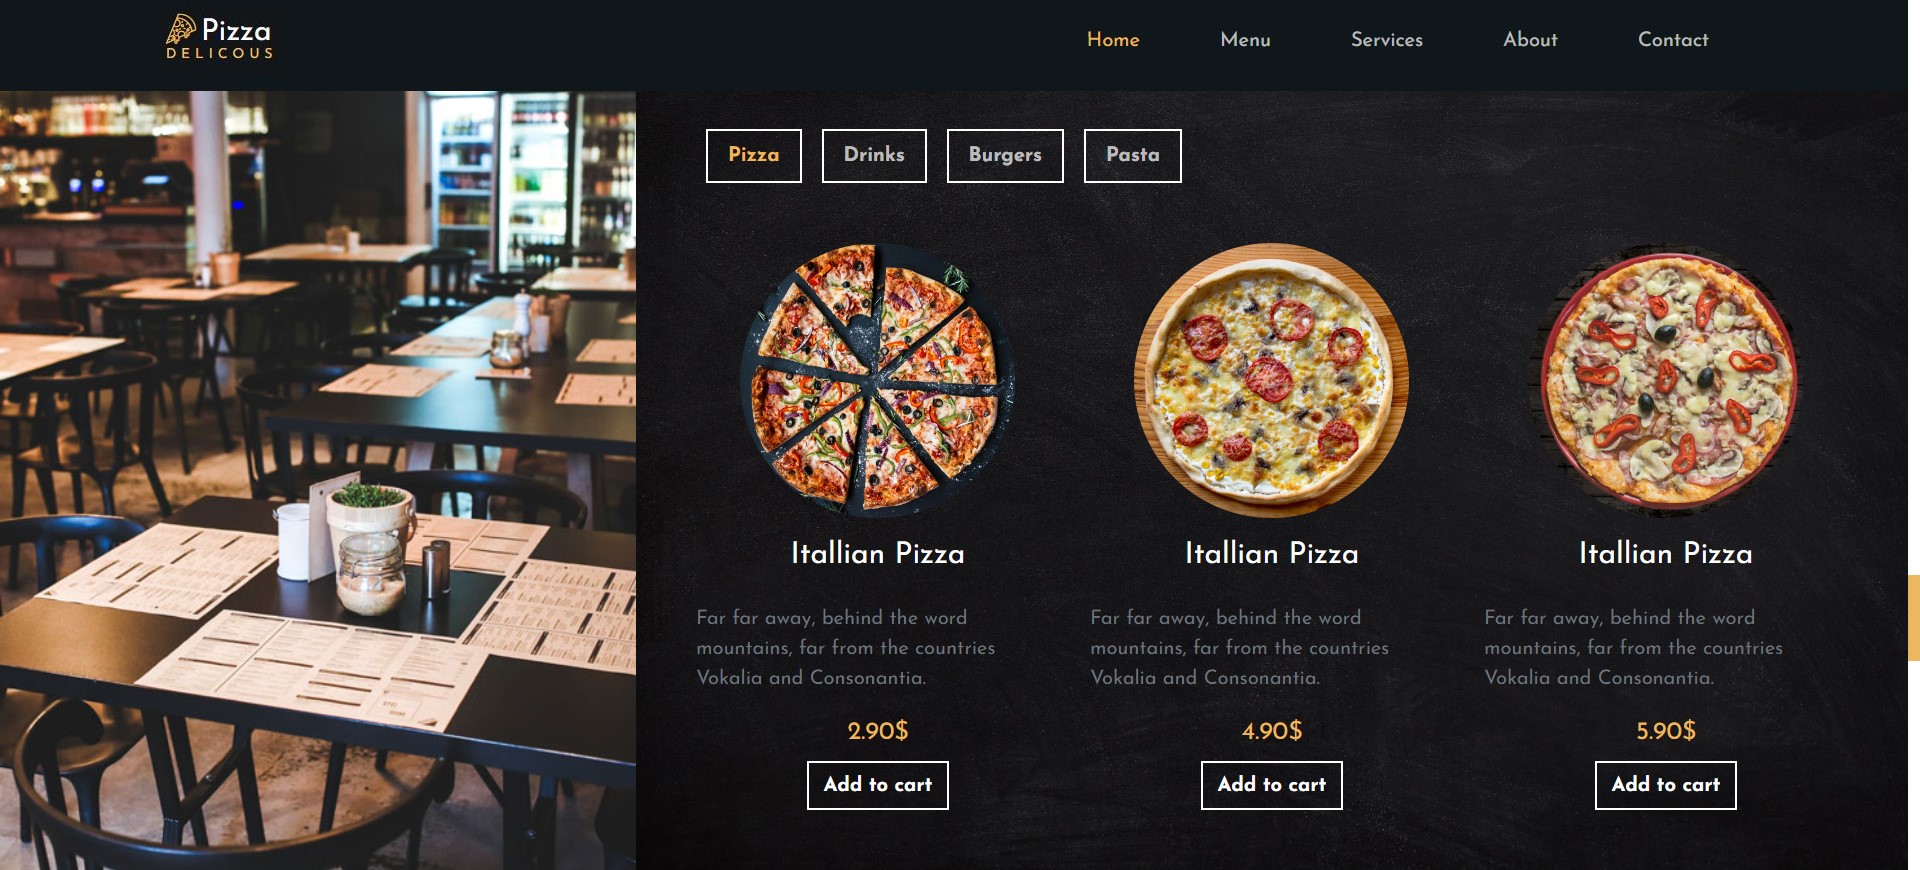 Pizza
DELICOUS
Home Menu Services About Contact
Pizza Drinks Burgers Pasta
Itallian Pizza
Far far away, behind the word
mountains, far from the countries
Vokalia and Consonantia.
2.90$
Add to cart
Itallian Pizza
Far far away, behind the word
mountains, far from the countries
Vokalia and Consonantia.
4.90$
Add to cart
Itallian Pizza
Far far away, behind the word
mountains, far from the countries
Vokalia and Consonantia.
5.90$
Add to cart